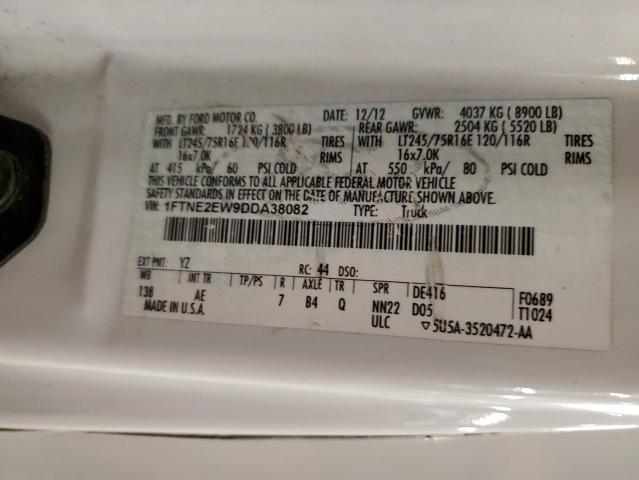 MFD. BY FORD MOTOR CO. DATE: 12/12 GVWR: 4037 KG ( 8900 LB)
FRONT GAWR: 1724 KG ( 3800 LB) REAR GAWR: 2504 KG ( 5520 LB)
WITH LT245/75R16E 120/116R TIRES WITH LT245/75R16E 120/116R TIRES
16x7.0K RIMS 16x7.0K RIMS
AT 415 kPa/ 60 PSI COLD AT 550 kPa/ 80 PSI COLD
THIS VEHICLE CONFORMS TO ALL APPLICABLE FEDERAL MOTOR VEHICLE
SAFETY STANDARDS IN EFFECT ON THE DATE OF MANUFACTURE SHOWN ABOVE.
VIN: 1FTNE2EW9DDA38082 TYPE: Truck
EXT PNT: YZ RC: 44 DSO:
WB INT TR TP/PS R AXLE TR SPR DE416 F0689
138 AE 7 B4 Q NN22 D05 T1024
MADE IN U.S.A. ULC ▽5U5A-3520472-AA